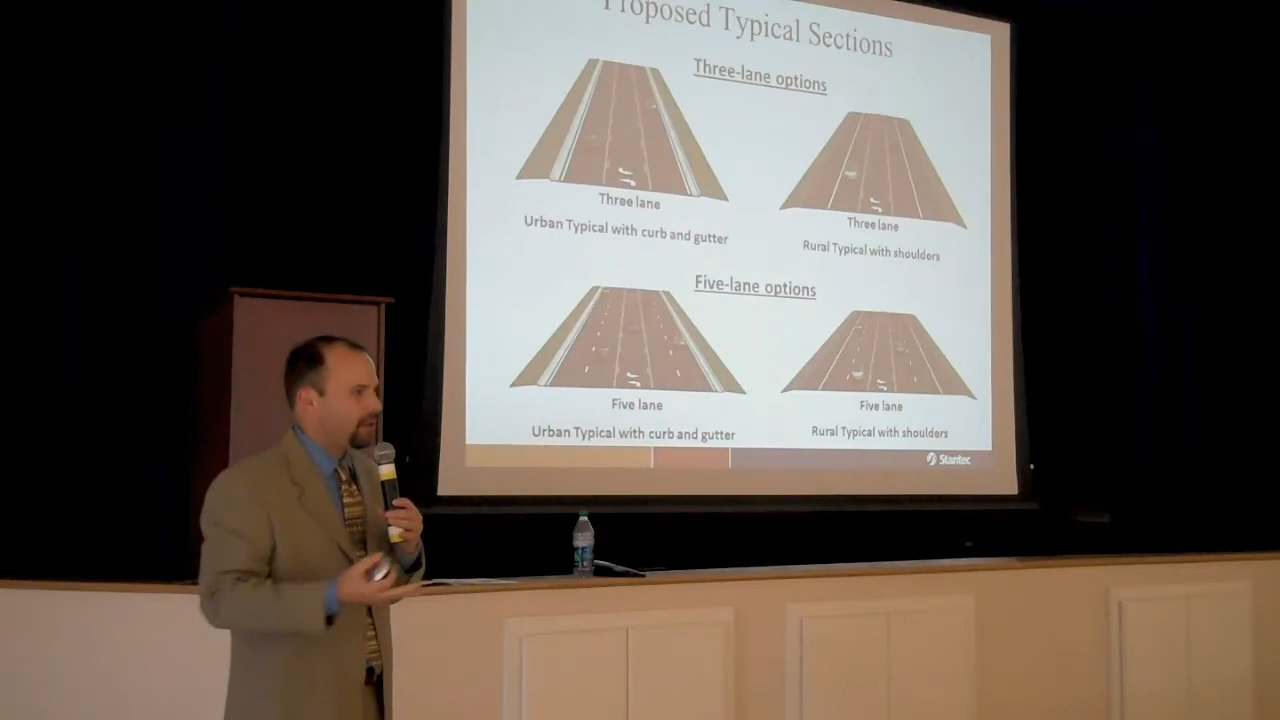 Proposed Typical Sections
Three-lane options
Three lane
Urban Typical with curb and gutter
Three lane
Rural Typical with shoulders
Five-lane options
Five lane
Urban Typical with curb and gutter
Five lane
Rural Typical with shoulders
Stantec